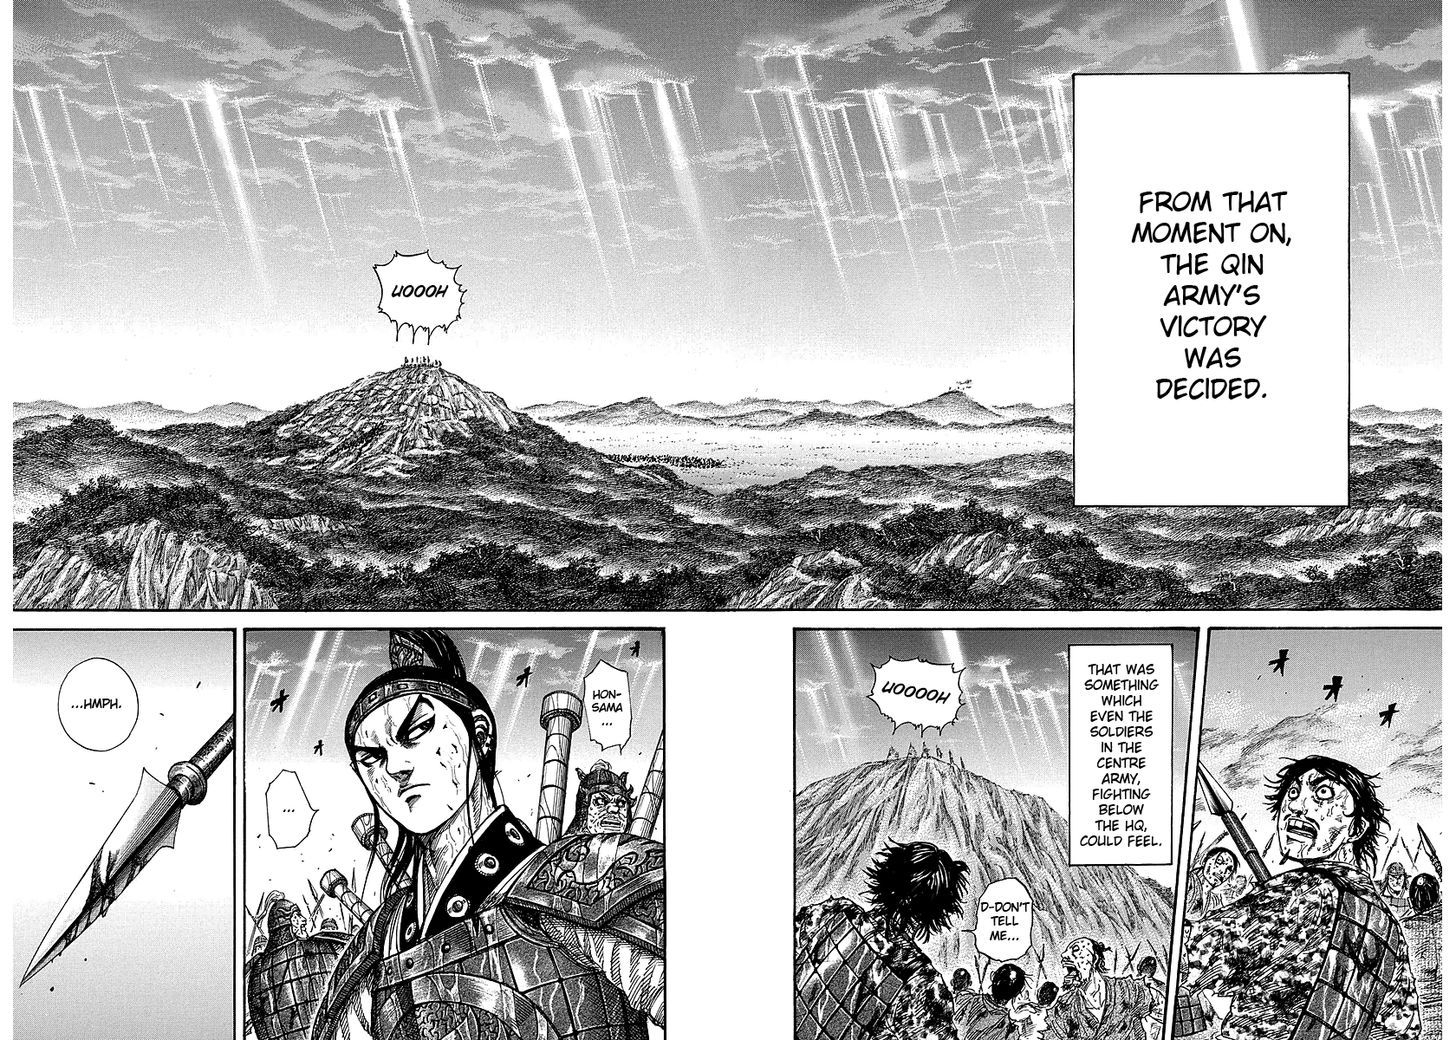 FROM THAT
MOMENT ON,
THE QIN
ARMY'S
VICTORY
WAS
DECIDED.
UOOOH
THAT WAS
SOMETHING
WHICH
EVEN THE
SOLDIERS
IN THE
CENTRE
ARMY,
FIGHTING
BELOW
THE HQ,
COULD FEEL.
UOOOOH
D-DON'T
TELL
ME...
HON-
SAMA
...
...
...HMPH.